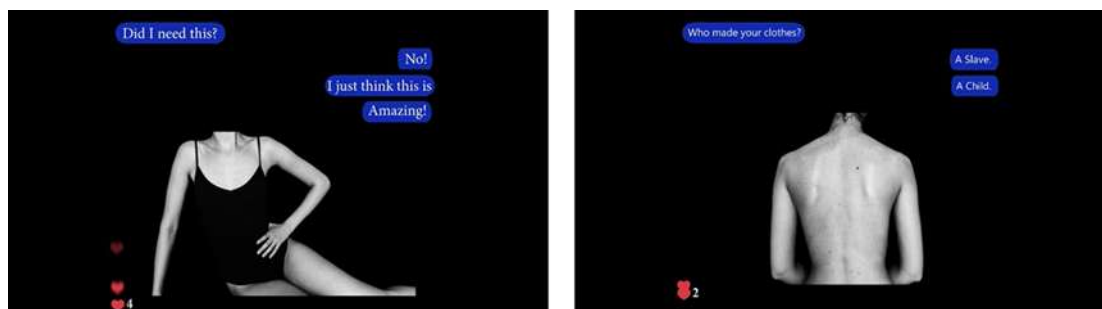 Did I need this?
No!
I just think this is
Amazing!
4
Who made your clothes?
A Slave.
A Child.
2